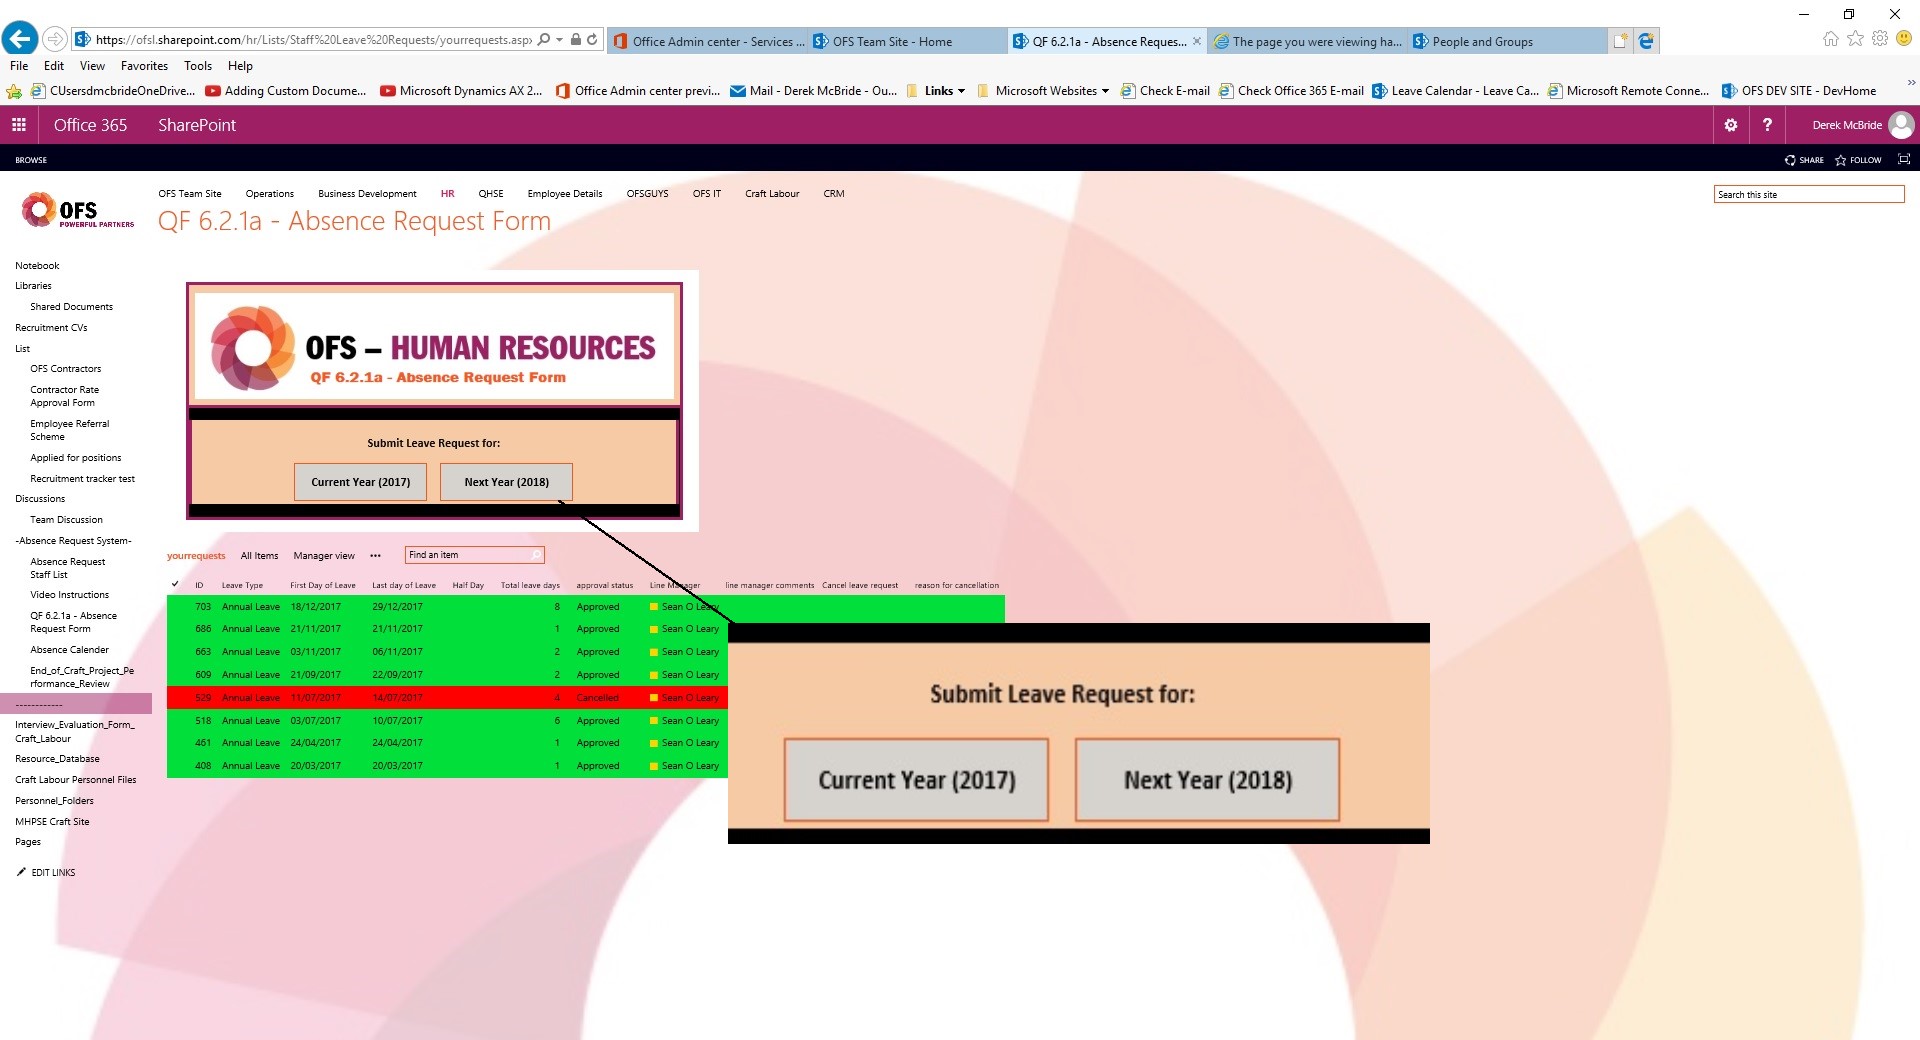 https://ofsl.sharepoint.com/hr/Lists/Staff%20Leave%20Requests/yourrequests.aspx
Office Admin center - Services ...
OFS Team Site - Home
QF 6.2.1a - Absence Reques...
The page you were viewing ha...
People and Groups
File Edit View Favorites Tools Help
CUsersdmcbrideOneDrive...
Adding Custom Docume...
Microsoft Dynamics AX 2...
Office Admin center previ...
Mail - Derek McBride - Ou...
Links
Microsoft Websites
Check E-mail
Check Office 365 E-mail
Leave Calendar - Leave Ca...
Microsoft Remote Conne...
OFS DEV SITE - DevHome
Office 365 SharePoint
? Derek McBride
BROWSE
SHARE FOLLOW
OFS
POWERFUL PARTNERS
OFS Team Site Operations Business Development HR QHSE Employee Details OFSGUYS OFS IT Craft Labour CRM
Search this site
QF 6.2.1a - Absence Request Form
Notebook
Libraries
Shared Documents
Recruitment CVs
List
OFS Contractors
Contractor Rate
Approval Form
Employee Referral
Scheme
Applied for positions
Recruitment tracker test
Discussions
Team Discussion
-Absence Request System-
Absence Request
Staff List
Video Instructions
QF 6.2.1a - Absence
Request Form
Absence Calender
End_of_Craft_Project_Pe
rformance_Review
------------
Interview_Evaluation_Form_
Craft_Labour
Resource_Database
Craft Labour Personnel Files
Personnel_Folders
MHPSE Craft Site
Pages
EDIT LINKS
OFS – HUMAN RESOURCES
QF 6.2.1a - Absence Request Form
Submit Leave Request for:
Current Year (2017) Next Year (2018)
yourrequests All Items Manager view ••• Find an item
ID Leave Type First Day of Leave Last day of Leave Half Day Total leave days approval status Line Manager line manager comments Cancel leave request reason for cancellation
703 Annual Leave 18/12/2017 29/12/2017 8 Approved Sean O Leary
686 Annual Leave 21/11/2017 21/11/2017 1 Approved Sean O Leary
663 Annual Leave 03/11/2017 06/11/2017 2 Approved Sean O Leary
609 Annual Leave 21/09/2017 22/09/2017 2 Approved Sean O Leary
529 Annual Leave 11/07/2017 14/07/2017 4 Cancelled Sean O Leary
518 Annual Leave 03/07/2017 10/07/2017 6 Approved Sean O Leary
461 Annual Leave 24/04/2017 24/04/2017 1 Approved Sean O Leary
408 Annual Leave 20/03/2017 20/03/2017 1 Approved Sean O Leary
Submit Leave Request for:
Current Year (2017) Next Year (2018)